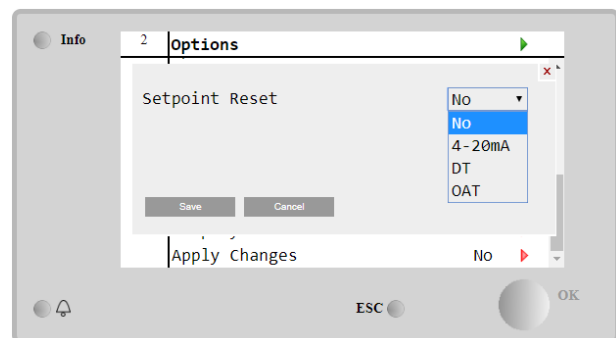 Info
2 Options
x
Setpoint Reset No
No
4-20mA
DT
OAT
Save Cancel
Apply Changes No
ESC
OK